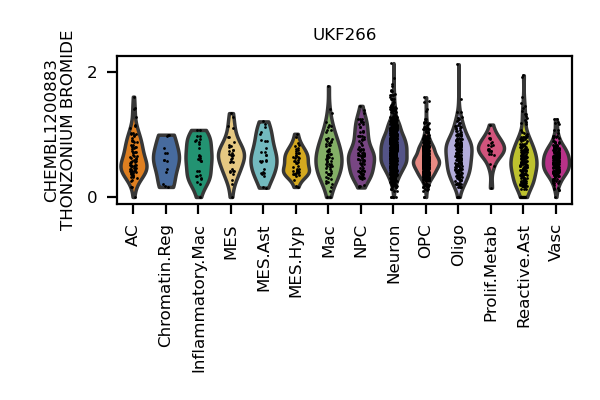 UKF266
CHEMBL1200883
THONZONIUM BROMIDE
2
0
AC
Chromatin.Reg
Inflammatory.Mac
MES
MES.Ast
MES.Hyp
Mac
NPC
Neuron
OPC
Oligo
Prolif.Metab
Reactive.Ast
Vasc